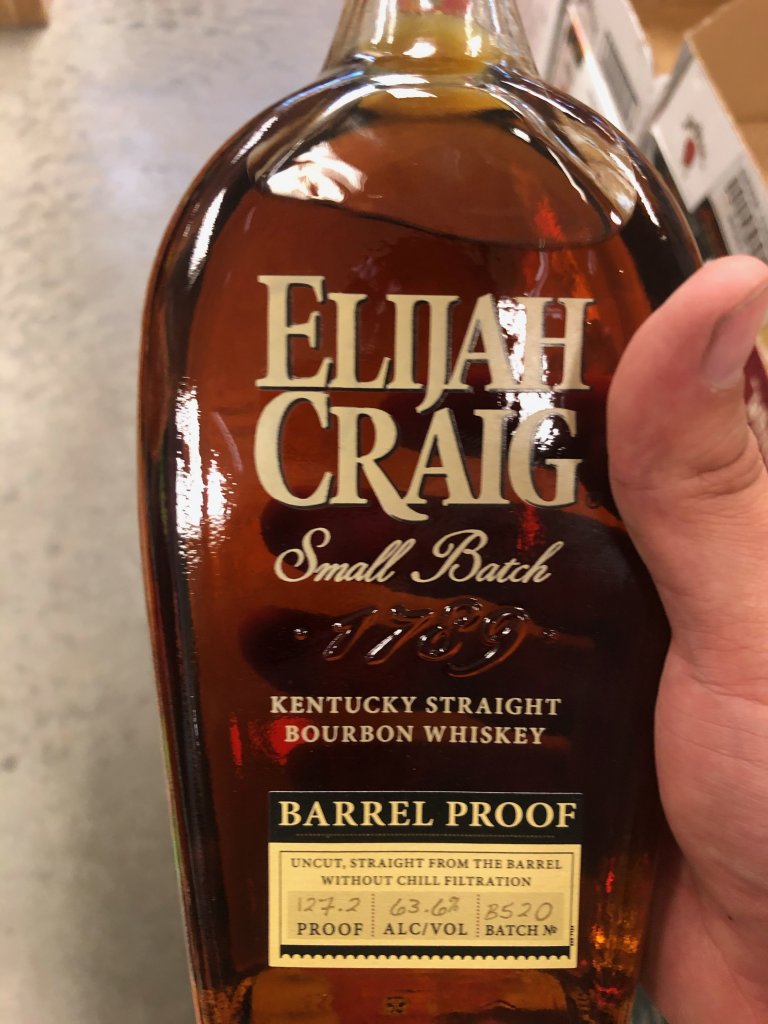 ELIJAH
CRAIG
Small Batch
·1789·
KENTUCKY STRAIGHT
BOURBON WHISKEY
BARREL PROOF
UNCUT, STRAIGHT FROM THE BARREL
WITHOUT CHILL FILTRATION
127.2 63.6% B520
PROOF ALC/VOL BATCH №